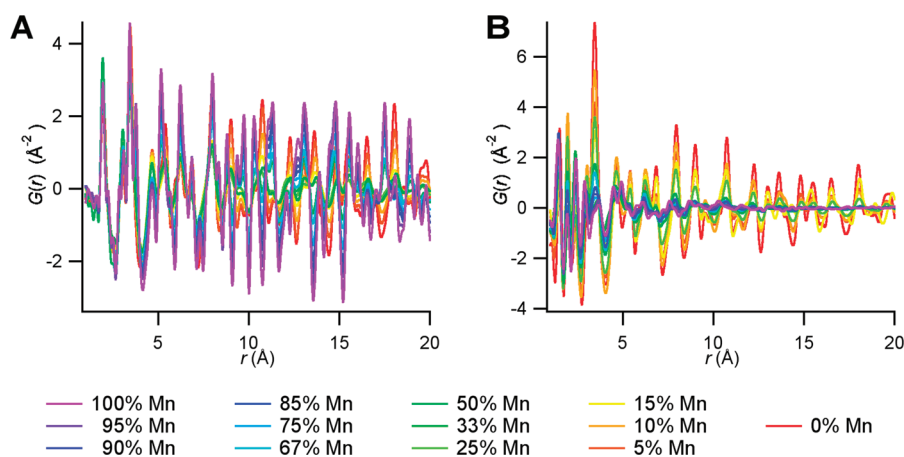 A
B
G(r) (Å⁻²)
4
2
0
-2
5
10
15
20
r (Å)
G(r) (Å⁻²)
6
4
2
0
-2
-4
5
10
15
20
r (Å)
100% Mn
85% Mn
50% Mn
15% Mn
95% Mn
75% Mn
33% Mn
10% Mn
0% Mn
90% Mn
67% Mn
25% Mn
5% Mn